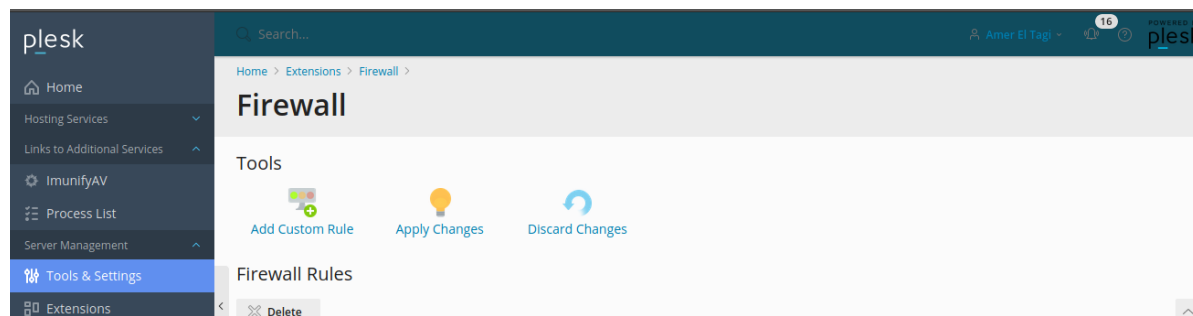 plesk
Search...
Amer El Tagi
16
POWERED
plesk
Home
Hosting Services
Links to Additional Services
ImunifyAV
Process List
Server Management
Tools & Settings
Extensions
Home > Extensions > Firewall >
Firewall
Tools
Add Custom Rule
Apply Changes
Discard Changes
Firewall Rules
Delete